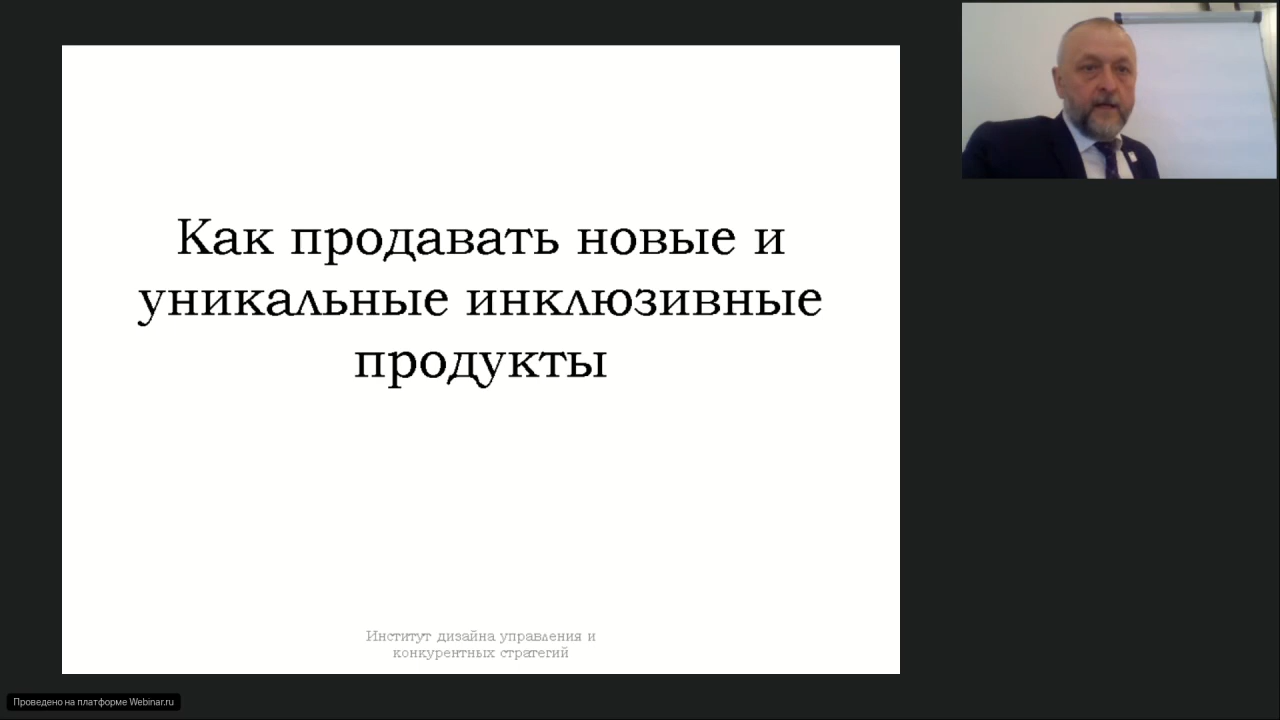 Как продавать новые и
уникальные инклюзивные
продукты
Институт дизайна управления и
конкурентных стратегий
Проведено на платформе Webinar.ru